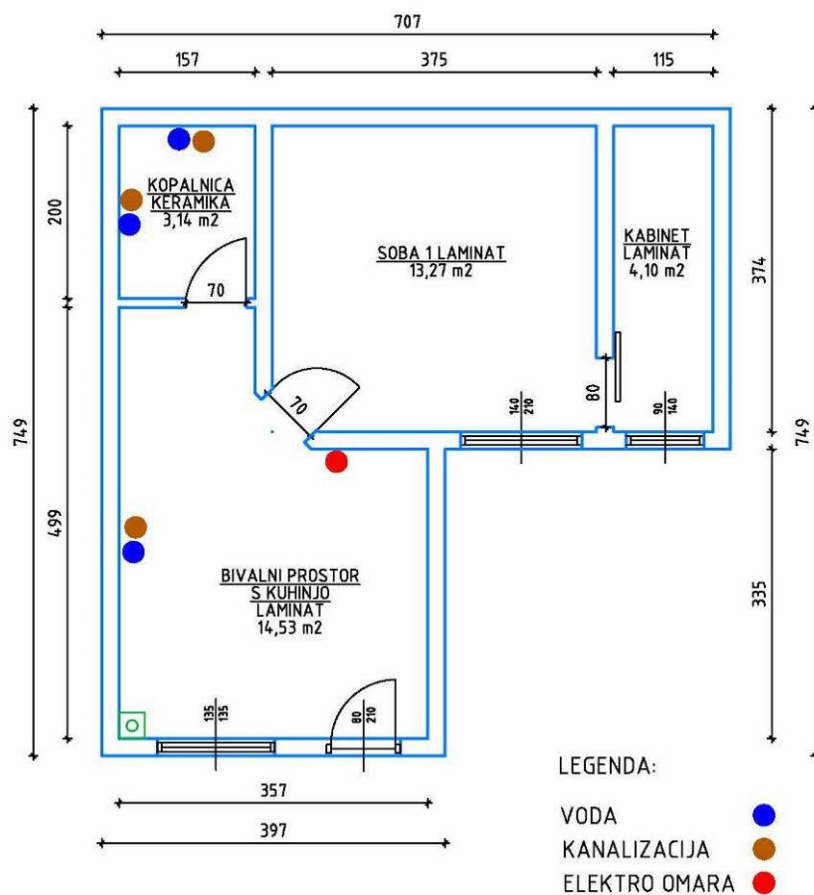 707
157
375
115
KOPALNICA
KERAMIKA
3,14 m2
200
70
SOBA 1 LAMINAT
13,27 m2
KABINET
LAMINAT
4,10 m2
374
749
749
70
80
140
210
90
140
499
335
BIVALNI PROSTOR
S KUHINJO
LAMINAT
14,53 m2
135
135
80
210
357
397
LEGENDA:
VODA
KANALIZACIJA
ELEKTRO OMARA